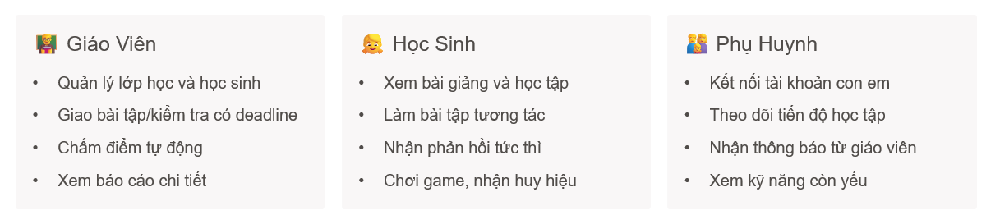 Giáo Viên
• Quản lý lớp học và học sinh
• Giao bài tập/kiểm tra có deadline
• Chấm điểm tự động
• Xem báo cáo chi tiết
Học Sinh
• Xem bài giảng và học tập
• Làm bài tập tương tác
• Nhận phản hồi tức thì
• Chơi game, nhận huy hiệu
Phụ Huynh
• Kết nối tài khoản con em
• Theo dõi tiến độ học tập
• Nhận thông báo từ giáo viên
• Xem kỹ năng còn yếu